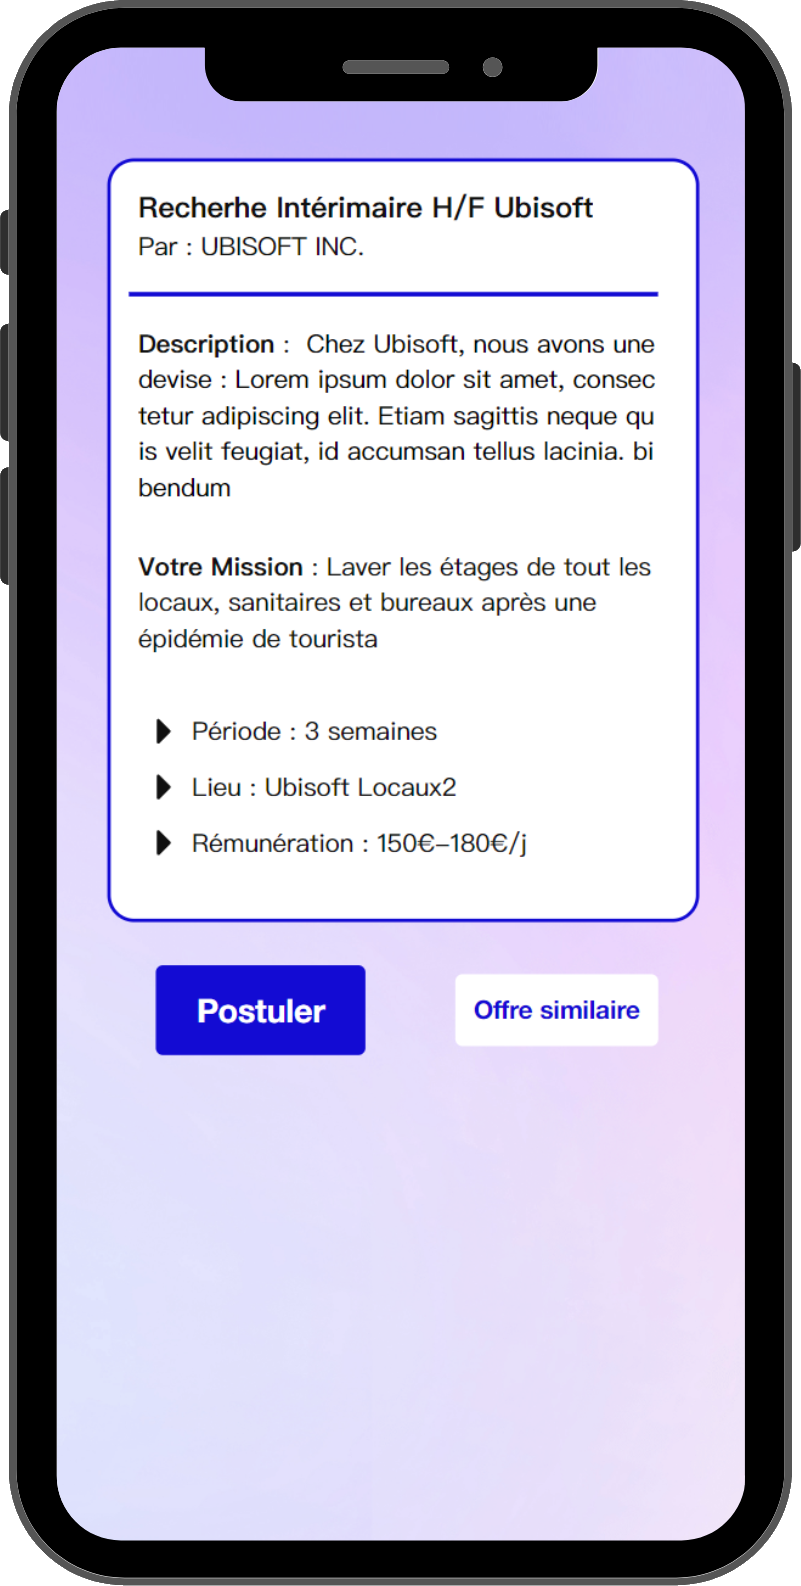 Recherhe Intérimaire H/F Ubisoft
Par : UBISOFT INC.
Description :  Chez Ubisoft, nous avons une
devise : Lorem ipsum dolor sit amet, consec
tetur adipiscing elit. Etiam sagittis neque qu
is velit feugiat, id accumsan tellus lacinia. bi
bendum
Votre Mission : Laver les étages de tout les
locaux, sanitaires et bureaux après une
épidémie de tourista
Période : 3 semaines
Lieu : Ubisoft Locaux2
Rémunération : 150€–180€/j
Postuler
Offre similaire